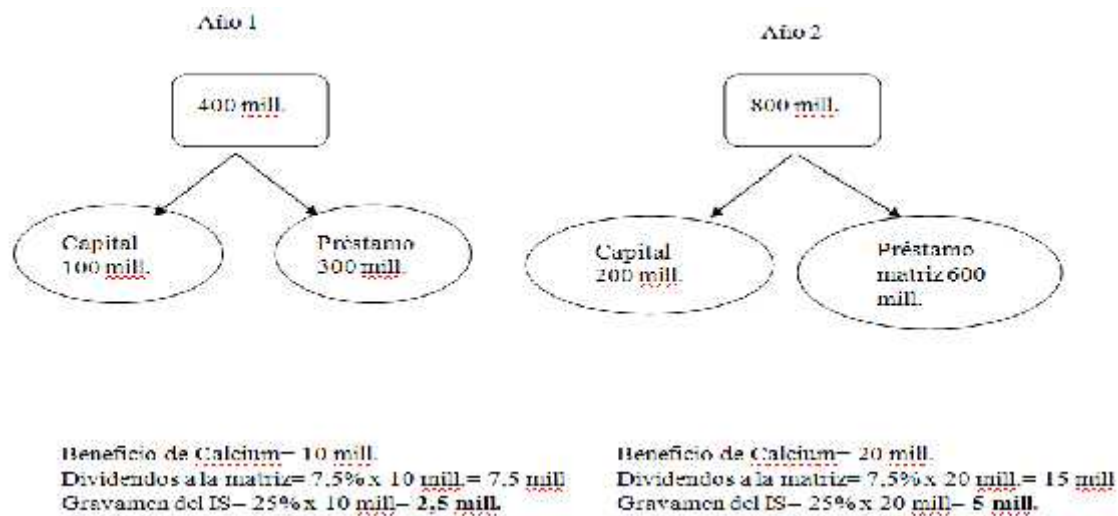 Año 1
400 mill.
Capital
100 mill.
Préstamo
300 mill.
Beneficio de Calcium= 10 mill.
Dividendos a la matriz= 7.5% x 10 mill.= 7.5 mill
Gravamen del IS= 25% x 10 mill= 2,5 mill.
Año 2
800 mill.
Capital
200 mill.
Préstamo
matriz 600
mill.
Beneficio de Calcium= 20 mill.
Dividendos a la matriz= 7.5% x 20 mill.= 15 mill
Gravamen del IS= 25% x 20 mill= 5 mill.